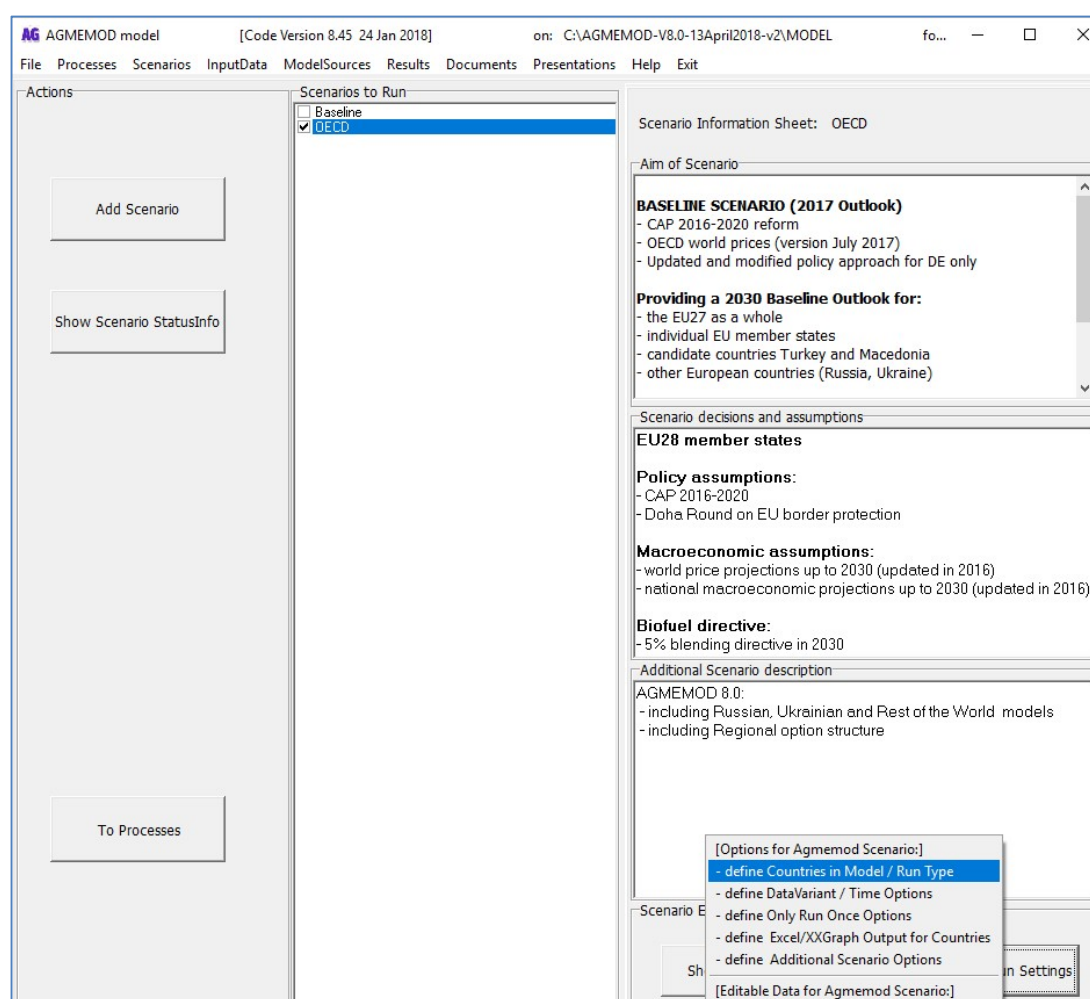 AG AGMEMOD model [Code Version 8.45 24 Jan 2018] on: C:\AGMEMOD-V8.0-13April2018-v2\MODEL fo...
File Processes Scenarios InputData ModelSources Results Documents Presentations Help Exit
Actions
Add Scenario
Show Scenario StatusInfo
To Processes
Scenarios to Run
Baseline
OECD
Scenario Information Sheet: OECD
Aim of Scenario
BASELINE SCENARIO (2017 Outlook)
- CAP 2016-2020 reform
- OECD world prices (version July 2017)
- Updated and modified policy approach for DE only
Providing a 2030 Baseline Outlook for:
- the EU27 as a whole
- individual EU member states
- candidate countries Turkey and Macedonia
- other European countries (Russia, Ukraine)
Scenario decisions and assumptions
EU28 member states
Policy assumptions:
- CAP 2016-2020
- Doha Round on EU border protection
Macroeconomic assumptions:
- world price projections up to 2030 (updated in 2016)
- national macroeconomic projections up to 2030 (updated in 2016)
Biofuel directive:
- 5% blending directive in 2030
Additional Scenario description
AGMEMOD 8.0:
- including Russian, Ukrainian and Rest of the World models
- including Regional option structure
[Options for Agmemod Scenario:]
- define Countries in Model / Run Type
- define DataVariant / Time Options
- define Only Run Once Options
- define Excel/XXGraph Output for Countries
- define Additional Scenario Options
[Editable Data for Agmemod Scenario:]
Scenario E
Sh
n Settings